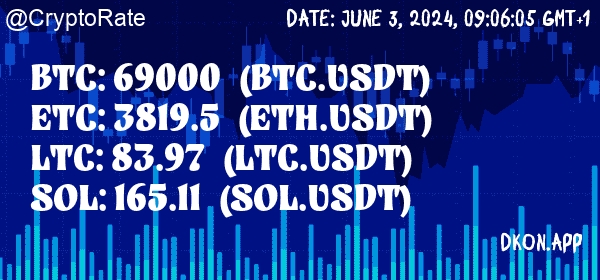 @CryptoRate
DATE: JUNE 3, 2024, 09:06:05 GMT+1
BTC: 69000 (BTC.USDT)
ETC: 3819.5 (ETH.USDT)
LTC: 83.97 (LTC.USDT)
SOL: 165.11 (SOL.USDT)
DKON.APP